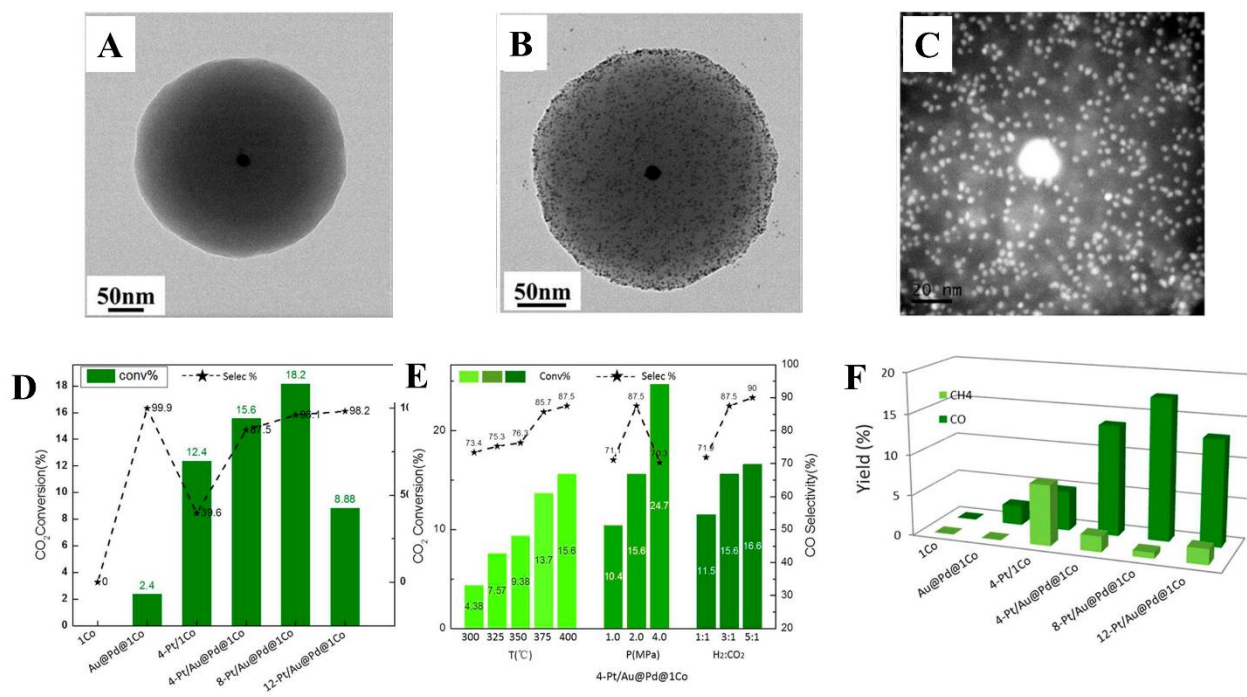 A
50nm
B
50nm
C
20 nm
D
conv%
Selec %
CO₂Conversion(%)
18
16
14
12
10
8
6
4
2
0
0
2.4
99.9
12.4
39.6
15.6
87.5
18.2
8.88
98.2
50
0
1Co
Au@Pd@1Co
4-Pt/1Co
4-Pt/Au@Pd@1Co
8-Pt/Au@Pd@1Co
12-Pt/Au@Pd@1Co
E
Conv%
Selec %
CO₂ Conversion(%)
20
10
0
CO Selectivity(%)
100
90
80
70
60
50
40
30
20
73.4
75.3
76.3
85.7
87.5
87.5
70.3
87.5
90
4.38
7.57
9.38
13.7
15.6
10.4
15.6
24.7
11.5
15.6
16.6
300 325 350 375 400
1.0 2.0 4.0
1:1 3:1 5:1
T(℃)
P(MPa)
H₂:CO₂
4-Pt/Au@Pd@1Co
F
CH4
CO
Yield (%)
20
15
10
5
0
1Co
Au@Pd@1Co
4-Pt/1Co
4-Pt/Au@Pd@1Co
8-Pt/Au@Pd@1Co
12-Pt/Au@Pd@1Co